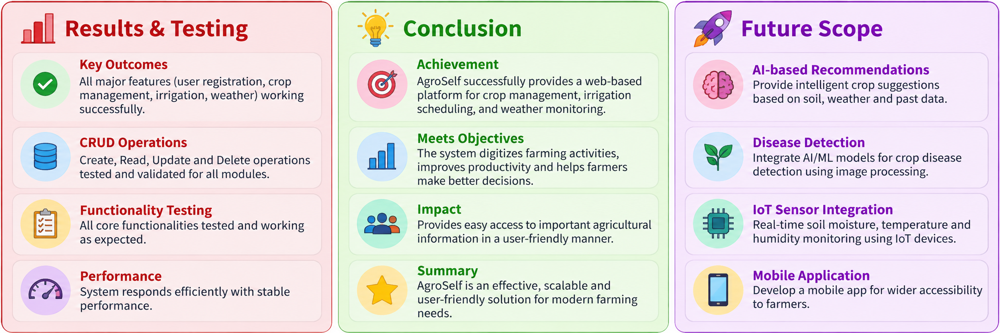 Results & Testing
Key Outcomes
All major features (user registration, crop
management, irrigation, weather) working
successfully.
CRUD Operations
Create, Read, Update and Delete operations
tested and validated for all modules.
Functionality Testing
All core functionalities tested and working
as expected.
Performance
System responds efficiently with stable
performance.
Conclusion
Achievement
AgroSelf successfully provides a web-based
platform for crop management, irrigation
scheduling, and weather monitoring.
Meets Objectives
The system digitizes farming activities,
improves productivity and helps farmers
make better decisions.
Impact
Provides easy access to important agricultural
information in a user-friendly manner.
Summary
AgroSelf is an effective, scalable and
user-friendly solution for modern farming
needs.
Future Scope
AI-based Recommendations
Provide intelligent crop suggestions
based on soil, weather and past data.
Disease Detection
Integrate AI/ML models for crop disease
detection using image processing.
IoT Sensor Integration
Real-time soil moisture, temperature and
humidity monitoring using IoT devices.
Mobile Application
Develop a mobile app for wider accessibility
to farmers.